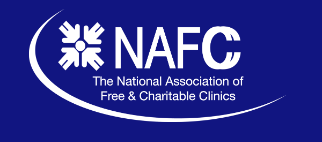 NAFC
The National Association of
Free & Charitable Clinics